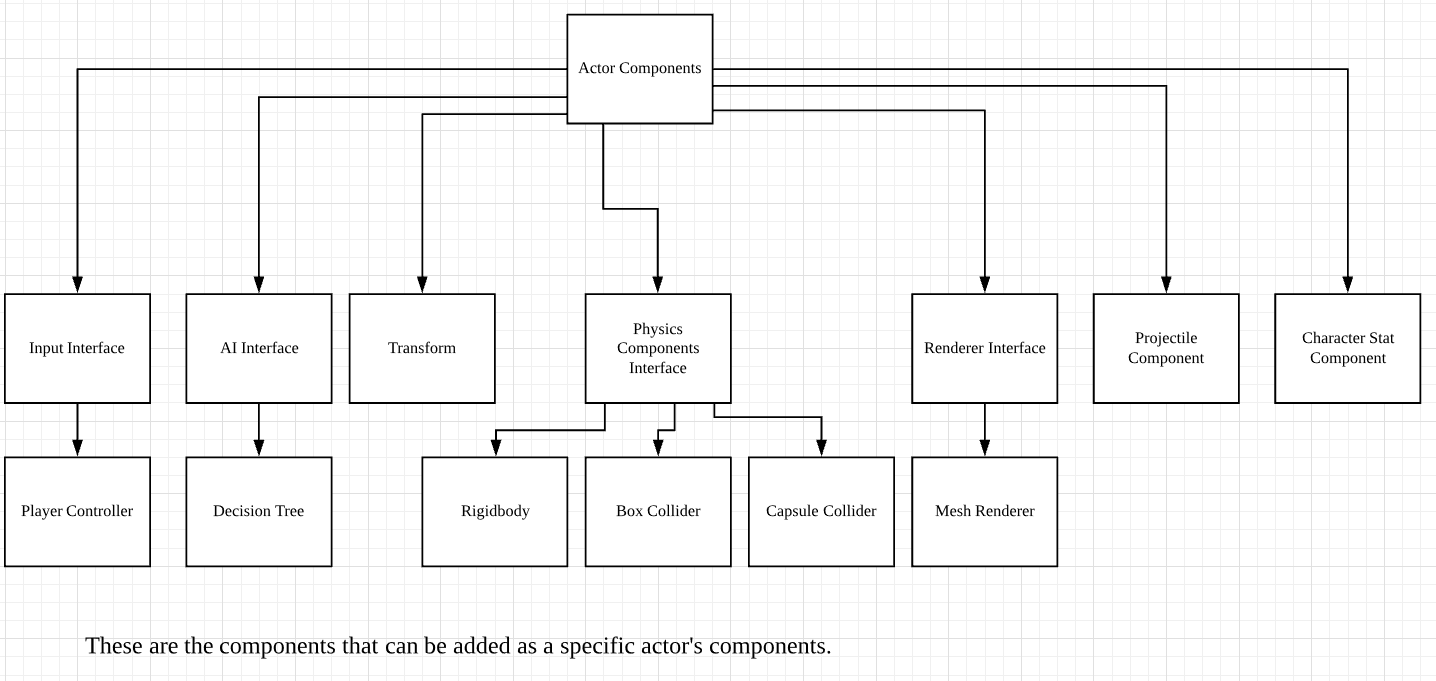 Actor Components
Input Interface
AI Interface
Transform
Physics
Components
Interface
Renderer Interface
Projectile
Component
Character Stat
Component
Player Controller
Decision Tree
Rigidbody
Box Collider
Capsule Collider
Mesh Renderer
These are the components that can be added as a specific actor's components.